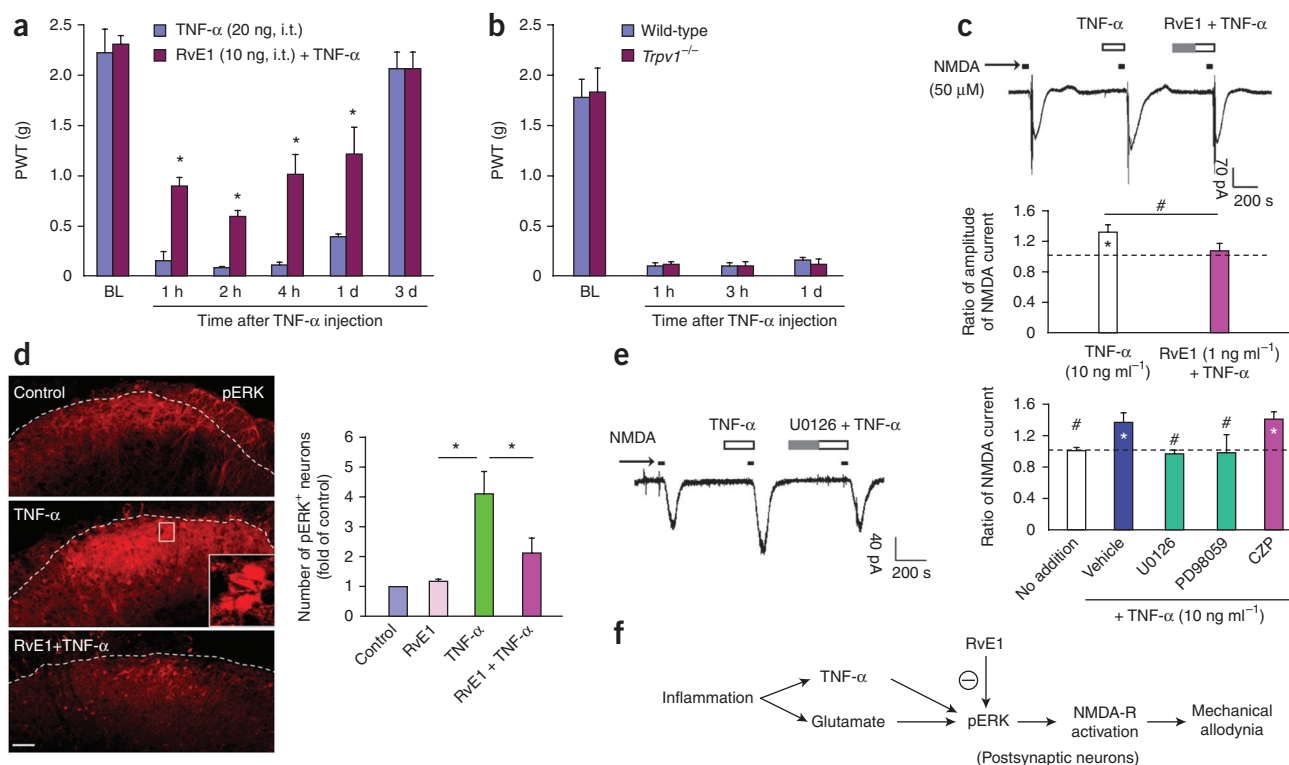 a
2.5
2.0
1.5
1.0
0.5
0
PWT (g)
TNF-α (20 ng, i.t.)
RvE1 (10 ng, i.t.) + TNF-α
* * * *
BL 1 h 2 h 4 h 1 d 3 d
Time after TNF-α injection
b
2.5
2.0
1.5
1.0
0.5
0
PWT (g)
Wild-type
Trpv1−/−
BL 1 h 3 h 1 d
Time after TNF-α injection
c
TNF-α RvE1 + TNF-α
NMDA
(50 μM)
70 pA
200 s
1.6
1.2
0.8
0.4
0
Ratio of amplitude
of NMDA current
#
*
TNF-α
(10 ng ml−1)
RvE1 (1 ng ml−1)
+ TNF-α
d
Control pERK
TNF-α
RvE1+TNF-α
6
5
4
3
2
1
0
Number of pERK+ neurons
(fold of control)
* *
Control
RvE1
TNF-α
RvE1 + TNF-α
e
TNF-α U0126 + TNF-α
NMDA
40 pA
200 s
1.6
1.2
0.8
0.4
0
Ratio of NMDA current
# * # # *
No addition
Vehicle
U0126
PD98059
CZP
+ TNF-α (10 ng ml−1)
f
RvE1
−
TNF-α
Inflammation
Glutamate
pERK
NMDA-R
activation
Mechanical
allodynia
(Postsynaptic neurons)